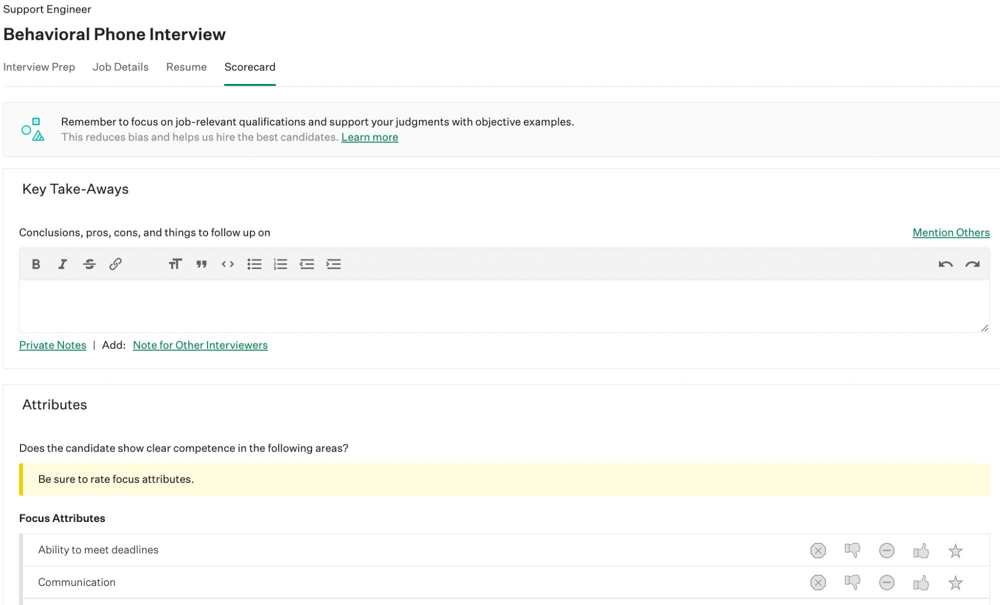 Support Engineer
Behavioral Phone Interview
Interview Prep Job Details Resume Scorecard
Remember to focus on job-relevant qualifications and support your judgments with objective examples.
This reduces bias and helps us hire the best candidates. Learn more
Key Take-Aways
Conclusions, pros, cons, and things to follow up on
Mention Others
Private Notes | Add: Note for Other Interviewers
Attributes
Does the candidate show clear competence in the following areas?
Be sure to rate focus attributes.
Focus Attributes
Ability to meet deadlines
Communication